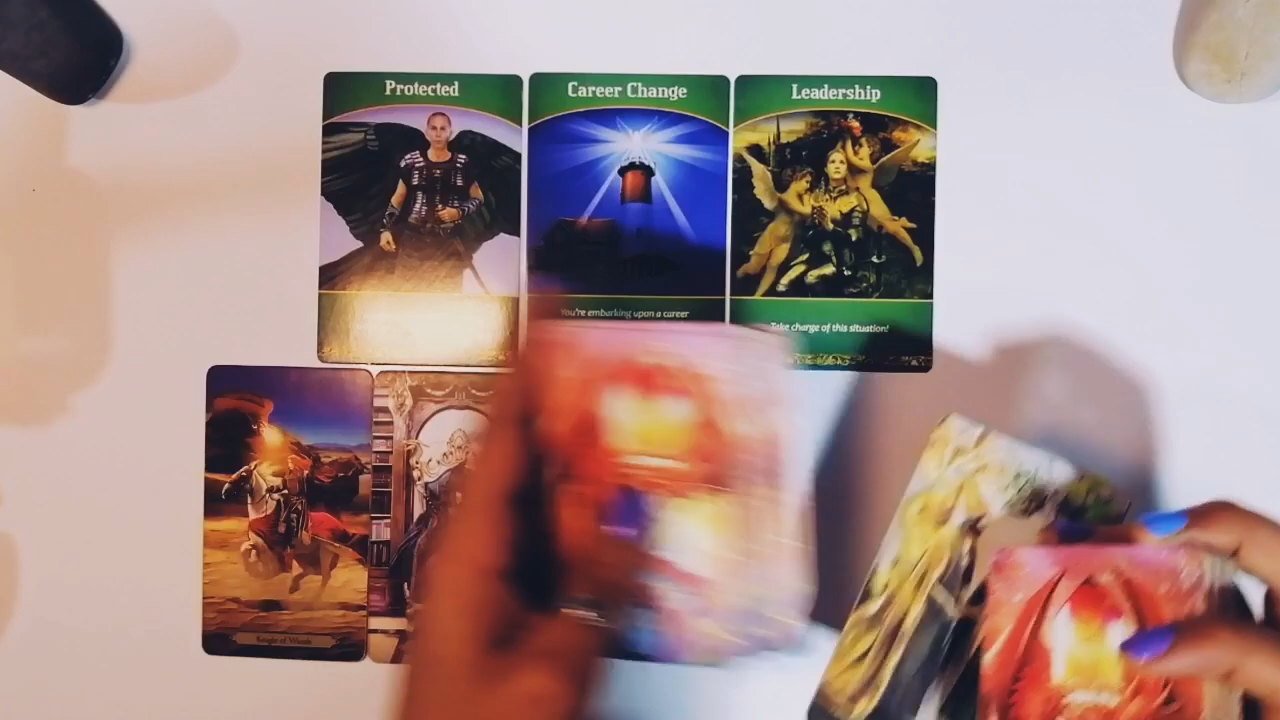 Protected
Career Change
Leadership
You're embarking upon a career
Take charge of this situation!
Knight of Wands